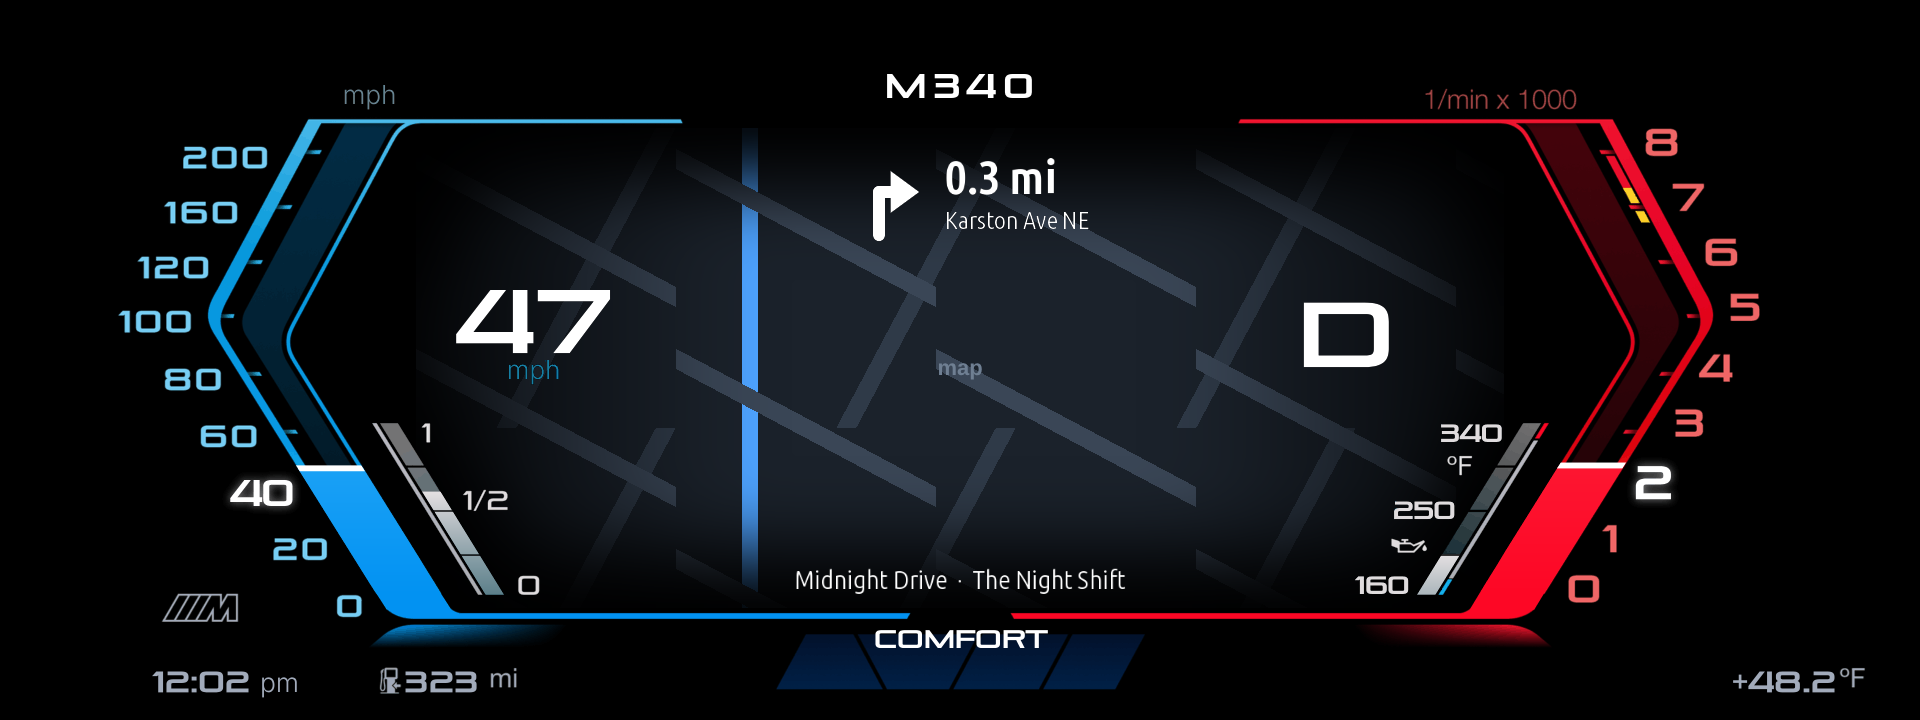 M340
mph
1/min x 1000
200
160
120
100
80
60
40
20
0
8
7
6
5
4
3
2
1
0
0.3 mi
Karston Ave NE
47
mph
D
map
1
1/2
0
340
°F
250
160
Midnight Drive · The Night Shift
COMFORT
M
12:02 pm
323 mi
+48.2°F